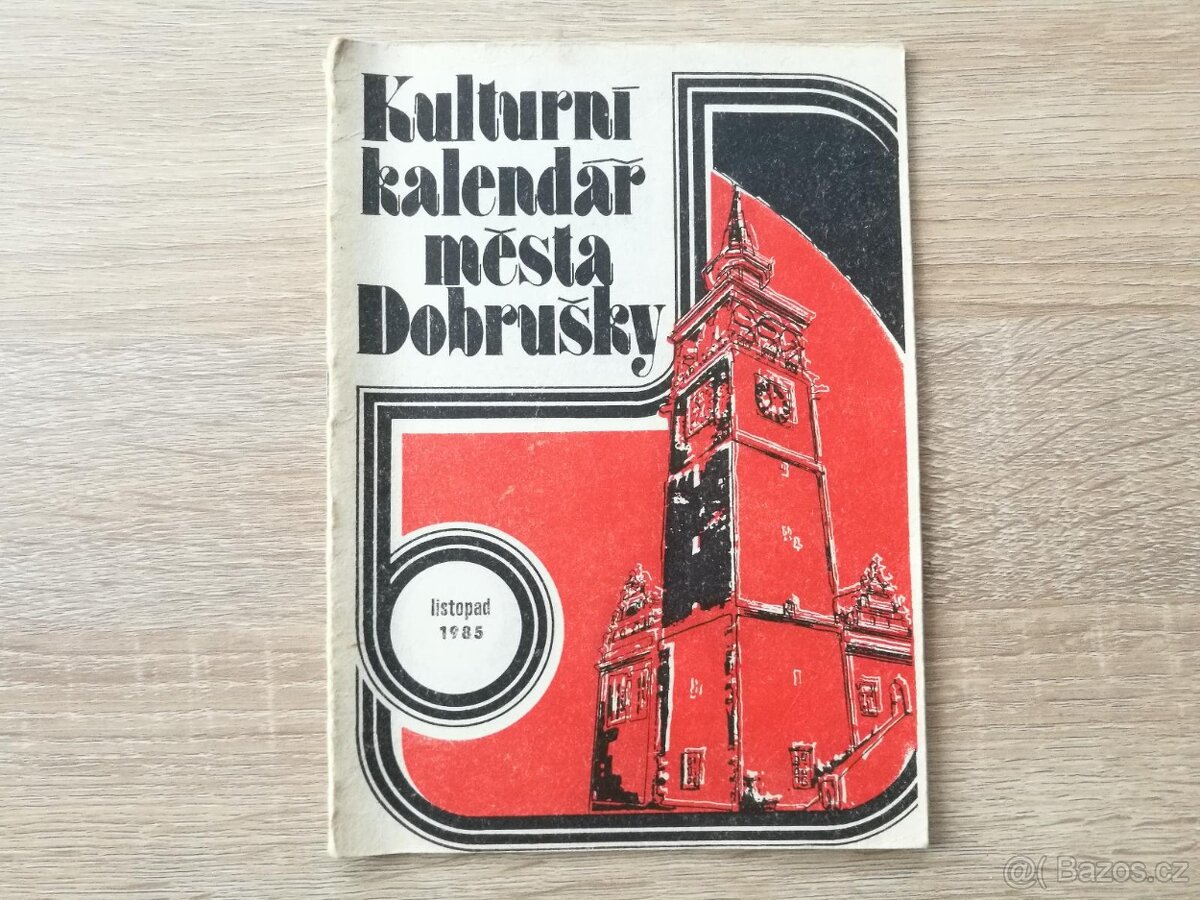 Kulturní
kalendář
města
Dobrušky
listopad
1985
@( Bazos.cz